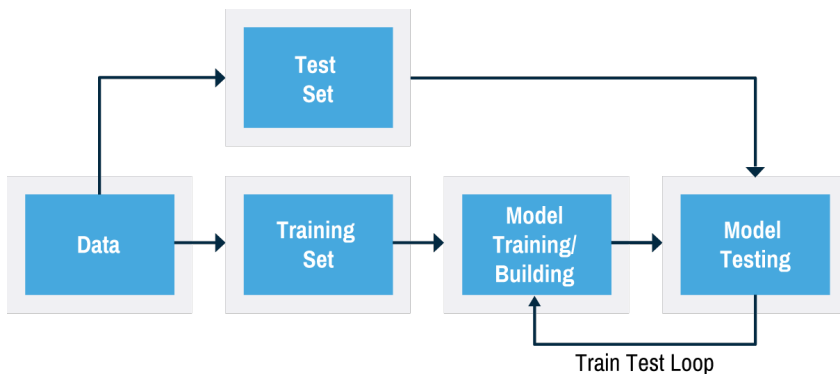 Test
Set
Data
Training
Set
Model
Training/
Building
Model
Testing
Train Test Loop